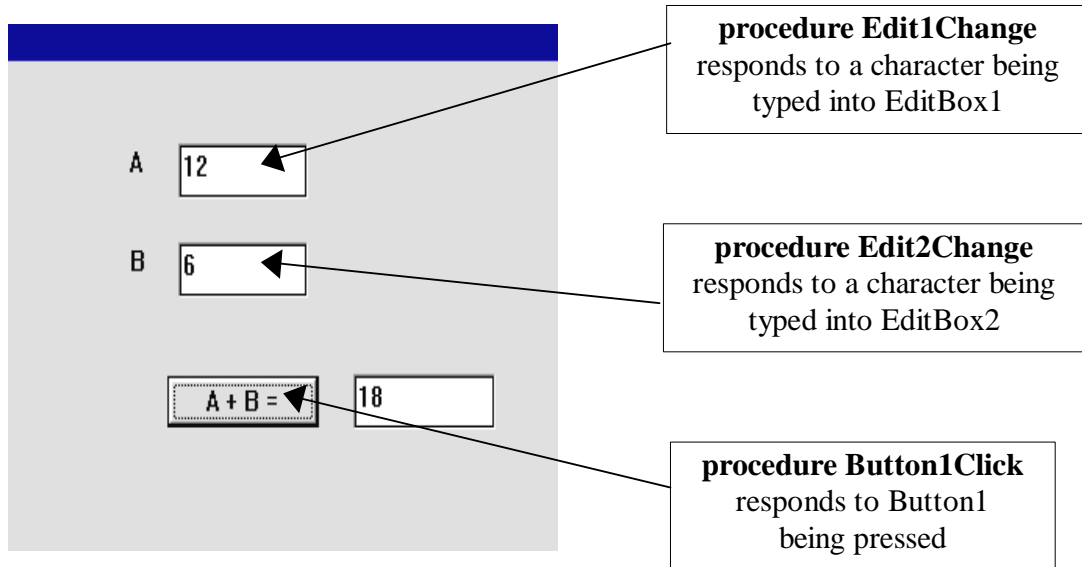 procedure Edit1Change
responds to a character being
typed into EditBox1
A 12
procedure Edit2Change
responds to a character being
typed into EditBox2
B 6
A + B = 18
procedure Button1Click
responds to Button1
being pressed